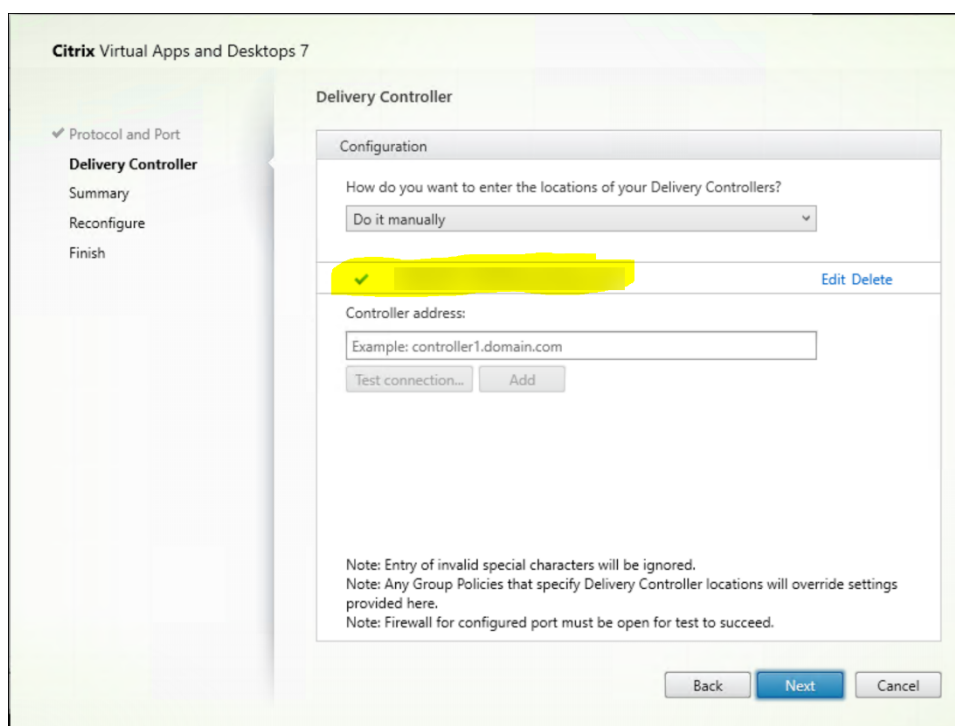 Citrix Virtual Apps and Desktops 7
Delivery Controller
Protocol and Port
Delivery Controller
Summary
Reconfigure
Finish
Configuration
How do you want to enter the locations of your Delivery Controllers?
Do it manually
Edit Delete
Controller address:
Example: controller1.domain.com
Test connection... Add
Note: Entry of invalid special characters will be ignored.
Note: Any Group Policies that specify Delivery Controller locations will override settings
provided here.
Note: Firewall for configured port must be open for test to succeed.
Back Next Cancel